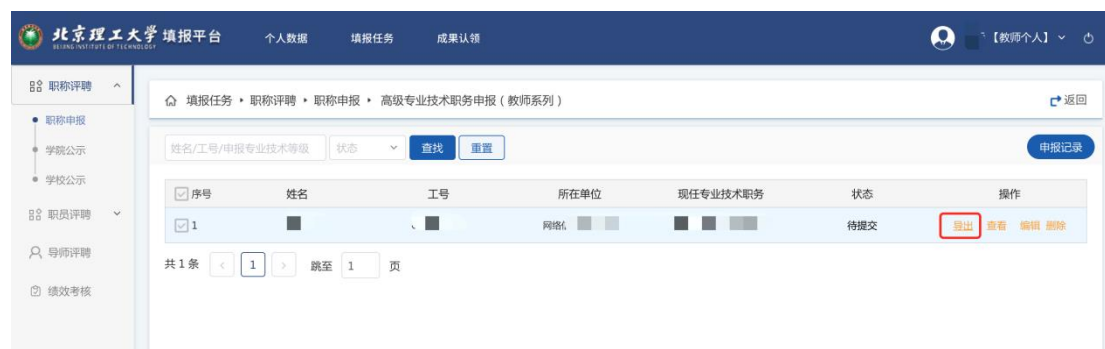 北京理工大学 填报平台 个人数据 填报任务 成果认领 【教师个人】
BEIJING INSTITUTE OF TECHNOLOGY
职称评聘
填报任务 职称评聘 职称申报 高级专业技术职务申报(教师系列) 返回
职称申报
学院公示
姓名/工号/申报专业技术等级 状态 查找 重置 申报记录
学校公示
序号 姓名 工号 所在单位 现任专业技术职务 状态 操作
职员评聘
1 网络 待提交 导出 查看 编辑 删除
导师评聘
共1条 < 1 > 跳至 1 页
绩效考核